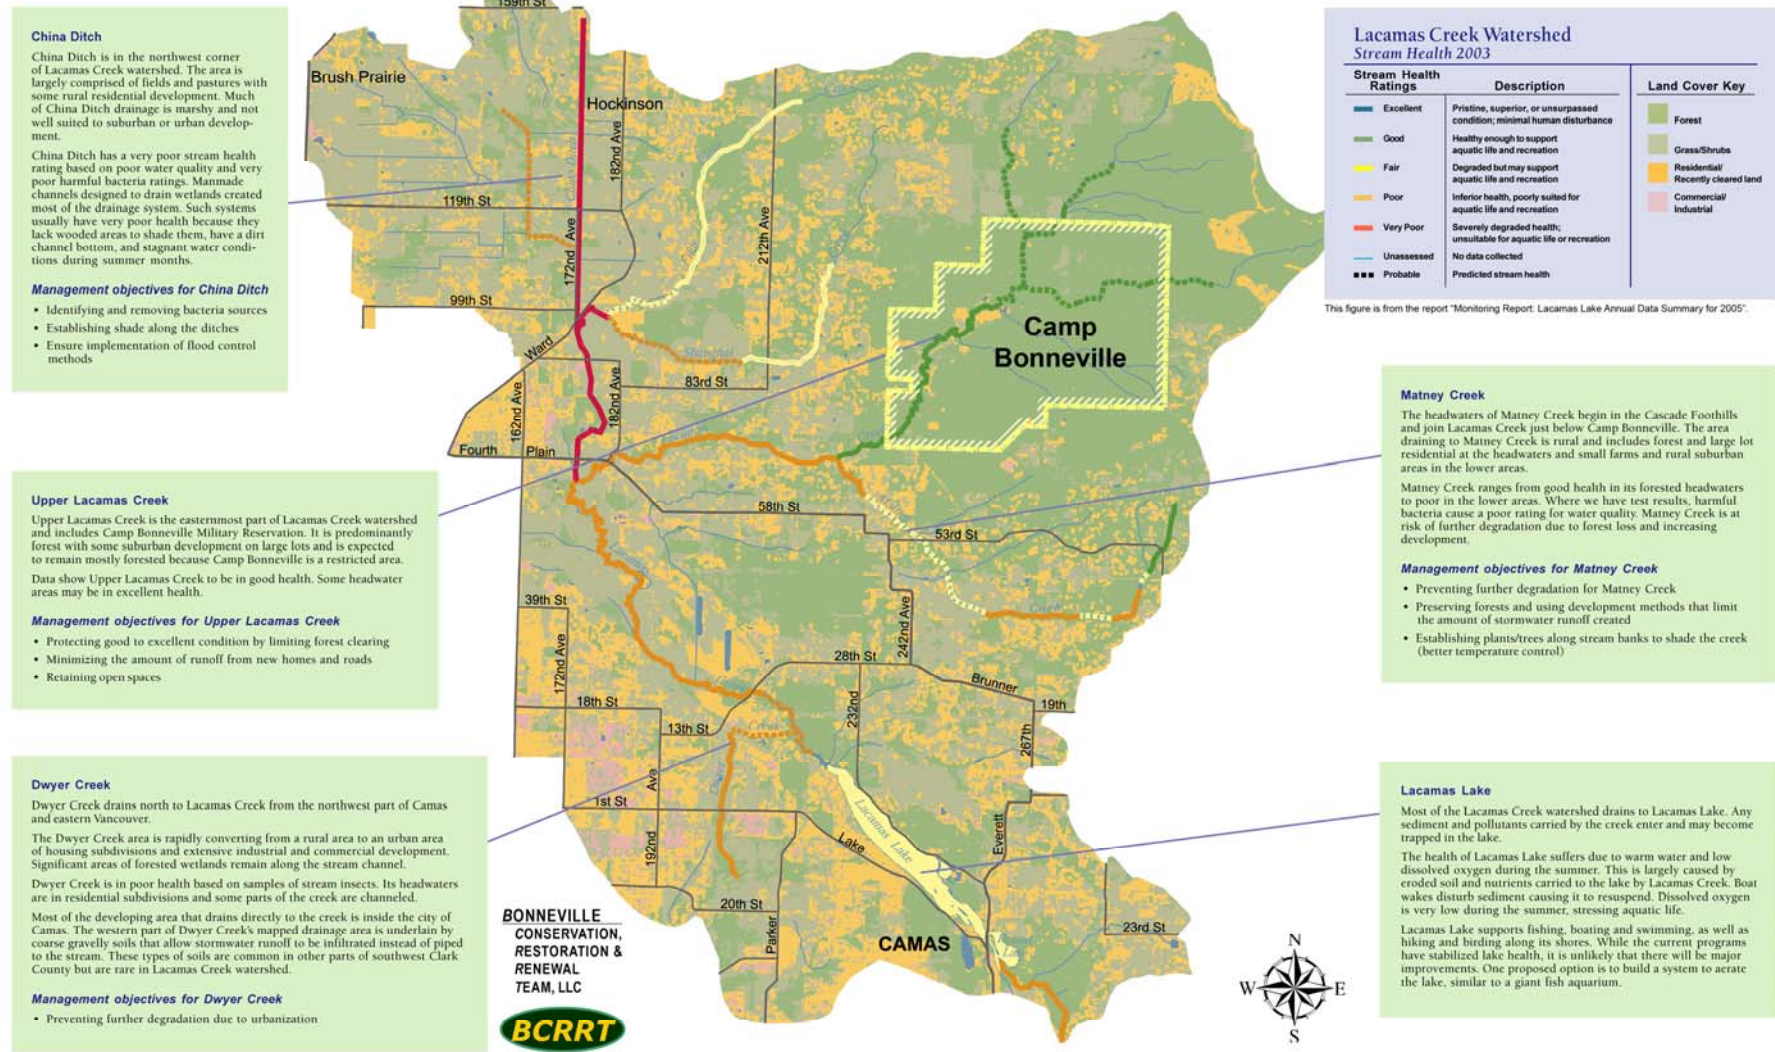 China Ditch
China Ditch is in the northwest corner
of Lacamas Creek watershed. The area is
largely comprised of fields and pastures with
some rural residential development. Much
of China Ditch drainage is marshy and not
well suited to suburban or urban develop-
ment.
China Ditch has a very poor stream health
rating based on poor water quality and very
poor harmful bacteria ratings. Manmade
channels designed to drain wetlands created
most of the drainage system. Such systems
usually have very poor health because they
lack wooded areas to shade them, have a dirt
channel bottom, and stagnant water condi-
tions during summer months.
Management objectives for China Ditch
• Identifying and removing bacteria sources
• Establishing shade along the ditches
• Ensure implementation of flood control
methods
Upper Lacamas Creek
Upper Lacamas Creek is the easternmost part of Lacamas Creek watershed
and includes Camp Bonneville Military Reservation. It is predominantly
forest with some suburban development on large lots and is expected
to remain mostly forested because Camp Bonneville is a restricted area.
Data show Upper Lacamas Creek to be in good health. Some headwater
areas may be in excellent health.
Management objectives for Upper Lacamas Creek
• Protecting good to excellent condition by limiting forest clearing
• Minimizing the amount of runoff from new homes and roads
• Retaining open spaces
Dwyer Creek
Dwyer Creek drains north to Lacamas Creek from the northwest part of Camas
and eastern Vancouver.
The Dwyer Creek area is rapidly converting from a rural area to an urban area
of housing subdivisions and extensive industrial and commercial development.
Significant areas of forested wetlands remain along the stream channel.
Dwyer Creek is in poor health based on samples of stream insects. Its headwaters
are in residential subdivisions and some parts of the creek are channeled.
Most of the developing area that drains directly to the creek is inside the city of
Camas. The western part of Dwyer Creek's mapped drainage area is underlain by
coarse gravelly soils that allow stormwater runoff to be infiltrated instead of piped
to the stream. These types of soils are common in other parts of southwest Clark
County but are rare in Lacamas Creek watershed.
Management objectives for Dwyer Creek
• Preventing further degradation due to urbanization
159th St
Brush Prairie
Hockinson
182nd Ave
119th St
172nd Ave
212th Ave
99th St
Ward
Shanghai
83rd St
162nd Ave
182nd Ave
Fourth Plain
Camp
Bonneville
58th St
53rd St
39th St
172nd Ave
242nd Ave
Creek
28th St
Brunner
232nd
19th
267th
18th St
13th St
Creek
1st St
192nd Ave
Lake
Lacamas Lake
Everett
20th St
Parker
CAMAS
23rd St
BONNEVILLE
CONSERVATION,
RESTORATION &
RENEWAL
TEAM, LLC
BCRRT
N
W E
S
Lacamas Creek Watershed
Stream Health 2003
Stream Health Ratings Description Land Cover Key
Excellent Pristine, superior, or unsurpassed
condition; minimal human disturbance
Good Healthy enough to support
aquatic life and recreation
Fair Degraded but may support
aquatic life and recreation
Poor Inferior health, poorly suited for
aquatic life and recreation
Very Poor Severely degraded health;
unsuitable for aquatic life or recreation
Unassessed No data collected
Probable Predicted stream health
Forest
Grass/Shrubs
Residential/
Recently cleared land
Commercial/
Industrial
This figure is from the report "Monitoring Report: Lacamas Lake Annual Data Summary for 2005".
Matney Creek
The headwaters of Matney Creek begin in the Cascade Foothills
and join Lacamas Creek just below Camp Bonneville. The area
draining to Matney Creek is rural and includes forest and large lot
residential at the headwaters and small farms and rural suburban
areas in the lower areas.
Matney Creek ranges from good health in its forested headwaters
to poor in the lower areas. Where we have test results, harmful
bacteria cause a poor rating for water quality. Matney Creek is at
risk of further degradation due to forest loss and increasing
development.
Management objectives for Matney Creek
• Preventing further degradation for Matney Creek
• Preserving forests and using development methods that limit
the amount of stormwater runoff created
• Establishing plants/trees along stream banks to shade the creek
(better temperature control)
Lacamas Lake
Most of the Lacamas Creek watershed drains to Lacamas Lake. Any
sediment and pollutants carried by the creek enter and may become
trapped in the lake.
The health of Lacamas Lake suffers due to warm water and low
dissolved oxygen during the summer. This is largely caused by
eroded soil and nutrients carried to the lake by Lacamas Creek. Boat
wakes disturb sediment causing it to resuspend. Dissolved oxygen
is very low during the summer, stressing aquatic life.
Lacamas Lake supports fishing, boating and swimming, as well as
hiking and birding along its shores. While the current programs
have stabilized lake health, it is unlikely that there will be major
improvements. One proposed option is to build a system to aerate
the lake, similar to a giant fish aquarium.